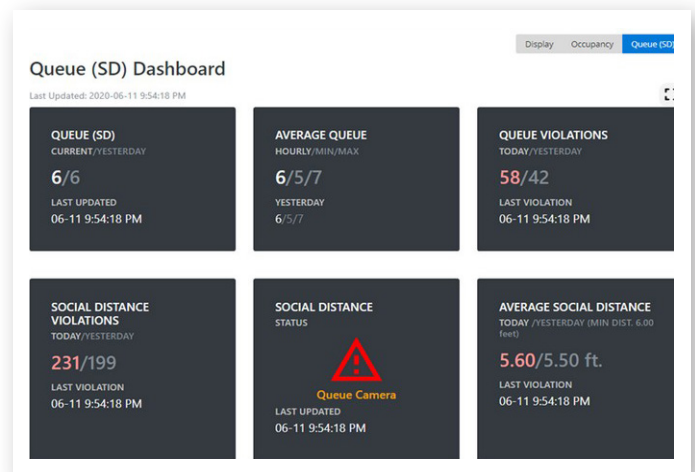 Display Occupancy Queue (SD)
Queue (SD) Dashboard
Last Updated: 2020-06-11 9:54:18 PM
QUEUE (SD)
CURRENT/YESTERDAY
6/6
LAST UPDATED
06-11 9:54:18 PM
AVERAGE QUEUE
HOURLY/MIN/MAX
6/5/7
YESTERDAY
6/5/7
QUEUE VIOLATIONS
TODAY/YESTERDAY
58/42
LAST VIOLATION
06-11 9:54:18 PM
SOCIAL DISTANCE
VIOLATIONS
TODAY/YESTERDAY
231/199
LAST VIOLATION
06-11 9:54:18 PM
SOCIAL DISTANCE
STATUS
Queue Camera
LAST UPDATED
06-11 9:54:18 PM
AVERAGE SOCIAL DISTANCE
TODAY /YESTERDAY (MIN DIST. 6.00
feet)
5.60/5.50 ft.
LAST VIOLATION
06-11 9:54:18 PM